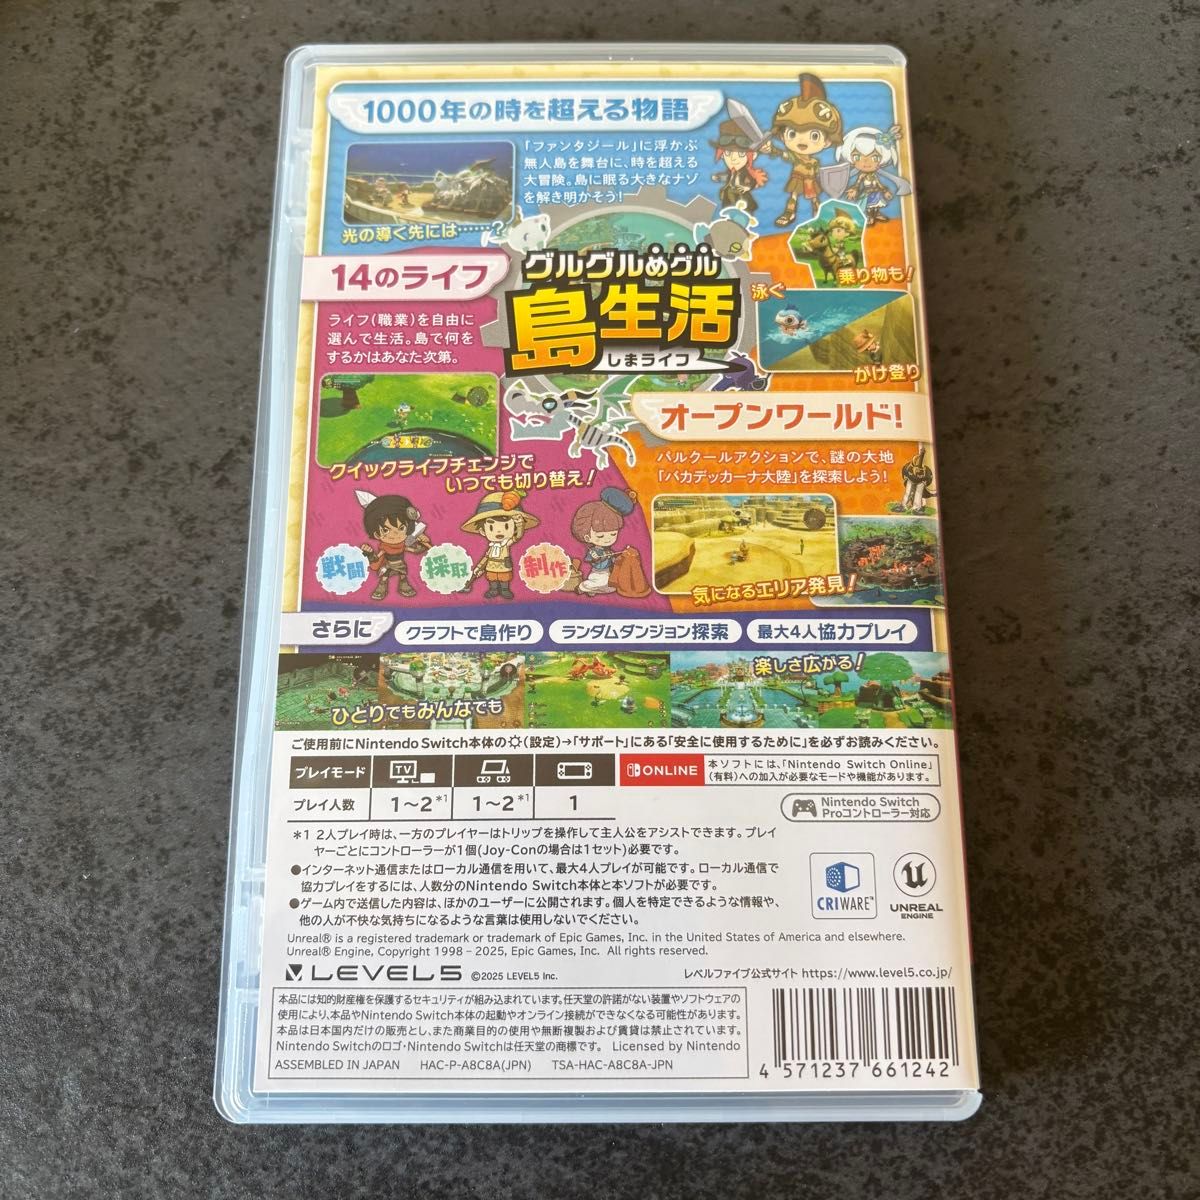 1000年の時を超える物語
「ファンタジール」に浮かぶ
無人島を舞台に、時を超える
大冒険。島に眠る大きなナゾ
を解き明かそう!
光の導く先には……?
乗り物も!
14のライフ
グルグルめグル
島生活
しまライフ
泳ぐ
かけ登り
ライフ(職業)を自由に
選んで生活。島で何を
するかはあなた次第。
オープンワールド!
パルクールアクションで、謎の大地
「バカデッカーナ大陸」を探索しよう!
クイックライフチェンジで
いつでも切り替え!
戦闘
採取
制作
気になるエリア発見!
さらに
クラフトで島作り
ランダムダンジョン探索
最大4人協力プレイ
楽しさ広がる!
ひとりでもみんなでも
ご使用前にNintendo Switch本体の(設定)→「サポート」にある「安全に使用するために」を必ずお読みください。
プレイモード
TV
ONLINE
本ソフトには、「Nintendo Switch Online」
(有料)への加入が必要なモードや機能があります。
プレイ人数
1～2*1
1～2*1
1
Nintendo Switch
Proコントローラー対応
*1 2人プレイ時は、一方のプレイヤーはトリップを操作して主人公をアシストできます。プレイ
ヤーごとにコントローラーが1個(Joy-Conの場合は1セット)必要です。
●インターネット通信またはローカル通信を用いて、最大4人プレイが可能です。ローカル通信で
協力プレイをするには、人数分のNintendo Switch本体と本ソフトが必要です。
●ゲーム内で送信した内容は、ほかのユーザーに公開されます。個人を特定できるような情報や、
他の人が不快な気持ちになるような言葉は使用しないでください。
CRIWARE™
UNREAL
ENGINE
Unreal® is a registered trademark or trademark of Epic Games, Inc. in the United States of America and elsewhere.
Unreal® Engine, Copyright 1998 – 2025, Epic Games, Inc. All rights reserved.
LEVEL5 ©2025 LEVEL5 Inc.
レベルファイブ公式サイト https://www.level5.co.jp/
本品には知的財産権を保護するセキュリティが組み込まれています。任天堂の許諾がない装置やソフトウェアの
使用により、本品やNintendo Switch本体の起動やオンライン接続ができなくなる可能性があります。
本品は日本国内だけの販売とし、また商業目的の使用や無断複製および賃貸は禁止されています。
Nintendo Switchのロゴ・Nintendo Switchは任天堂の商標です。 Licensed by Nintendo
ASSEMBLED IN JAPAN HAC-P-A8C8A(JPN) TSA-HAC-A8C8A-JPN
4 571237 661242